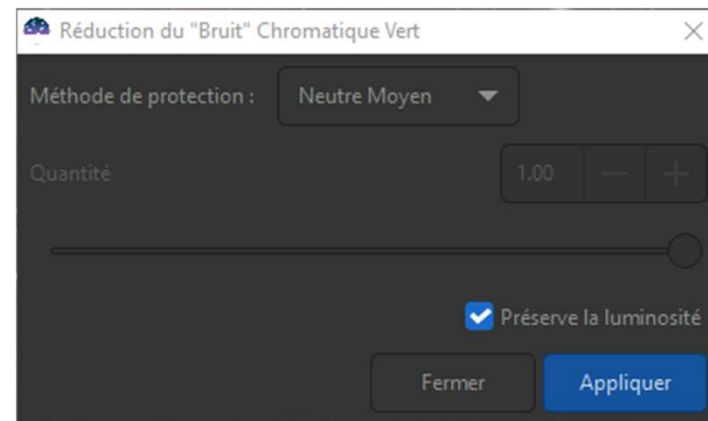 Réduction du "Bruit" Chromatique Vert
Méthode de protection : Neutre Moyen
Quantité 1.00
Préserve la luminosité
Fermer Appliquer